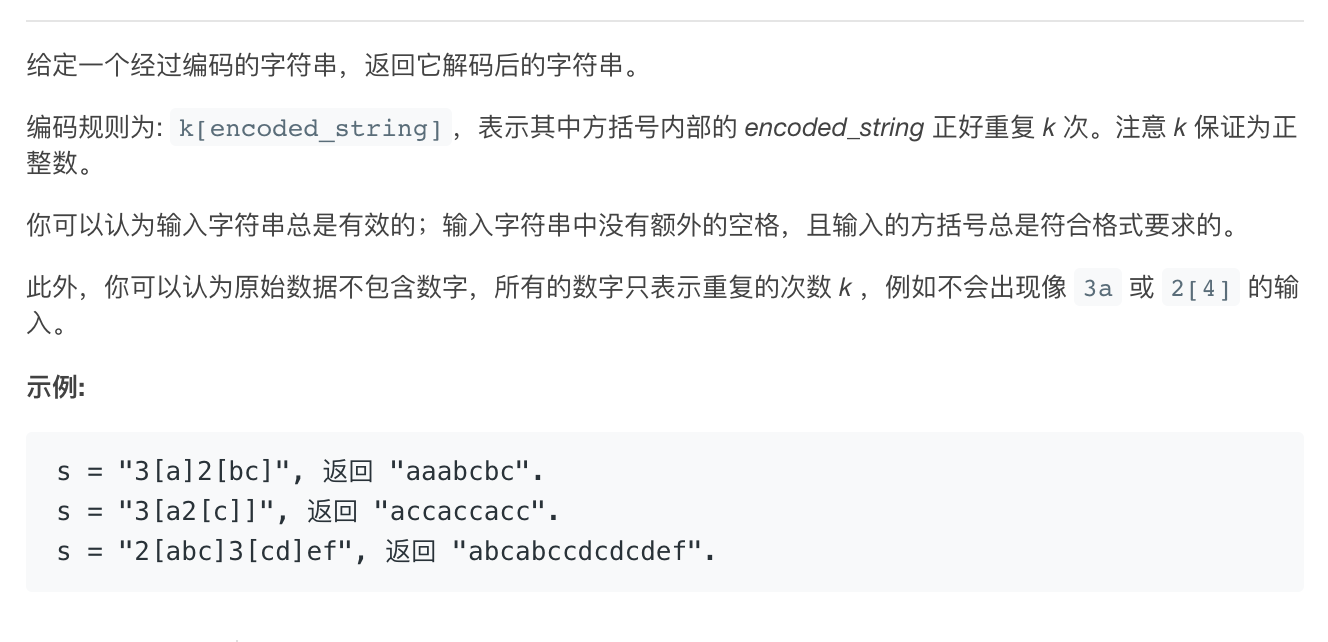 给定一个经过编码的字符串，返回它解码后的字符串。
编码规则为: k[encoded_string]，表示其中方括号内部的 encoded_string 正好重复 k 次。注意 k 保证为正
整数。
你可以认为输入字符串总是有效的；输入字符串中没有额外的空格，且输入的方括号总是符合格式要求的。
此外，你可以认为原始数据不包含数字，所有的数字只表示重复的次数 k ，例如不会出现像 3a 或 2[4] 的输
入。
示例:
s = "3[a]2[bc]", 返回 "aaabcbc".
s = "3[a2[c]]", 返回 "accaccacc".
s = "2[abc]3[cd]ef", 返回 "abcabccdcdcdef".